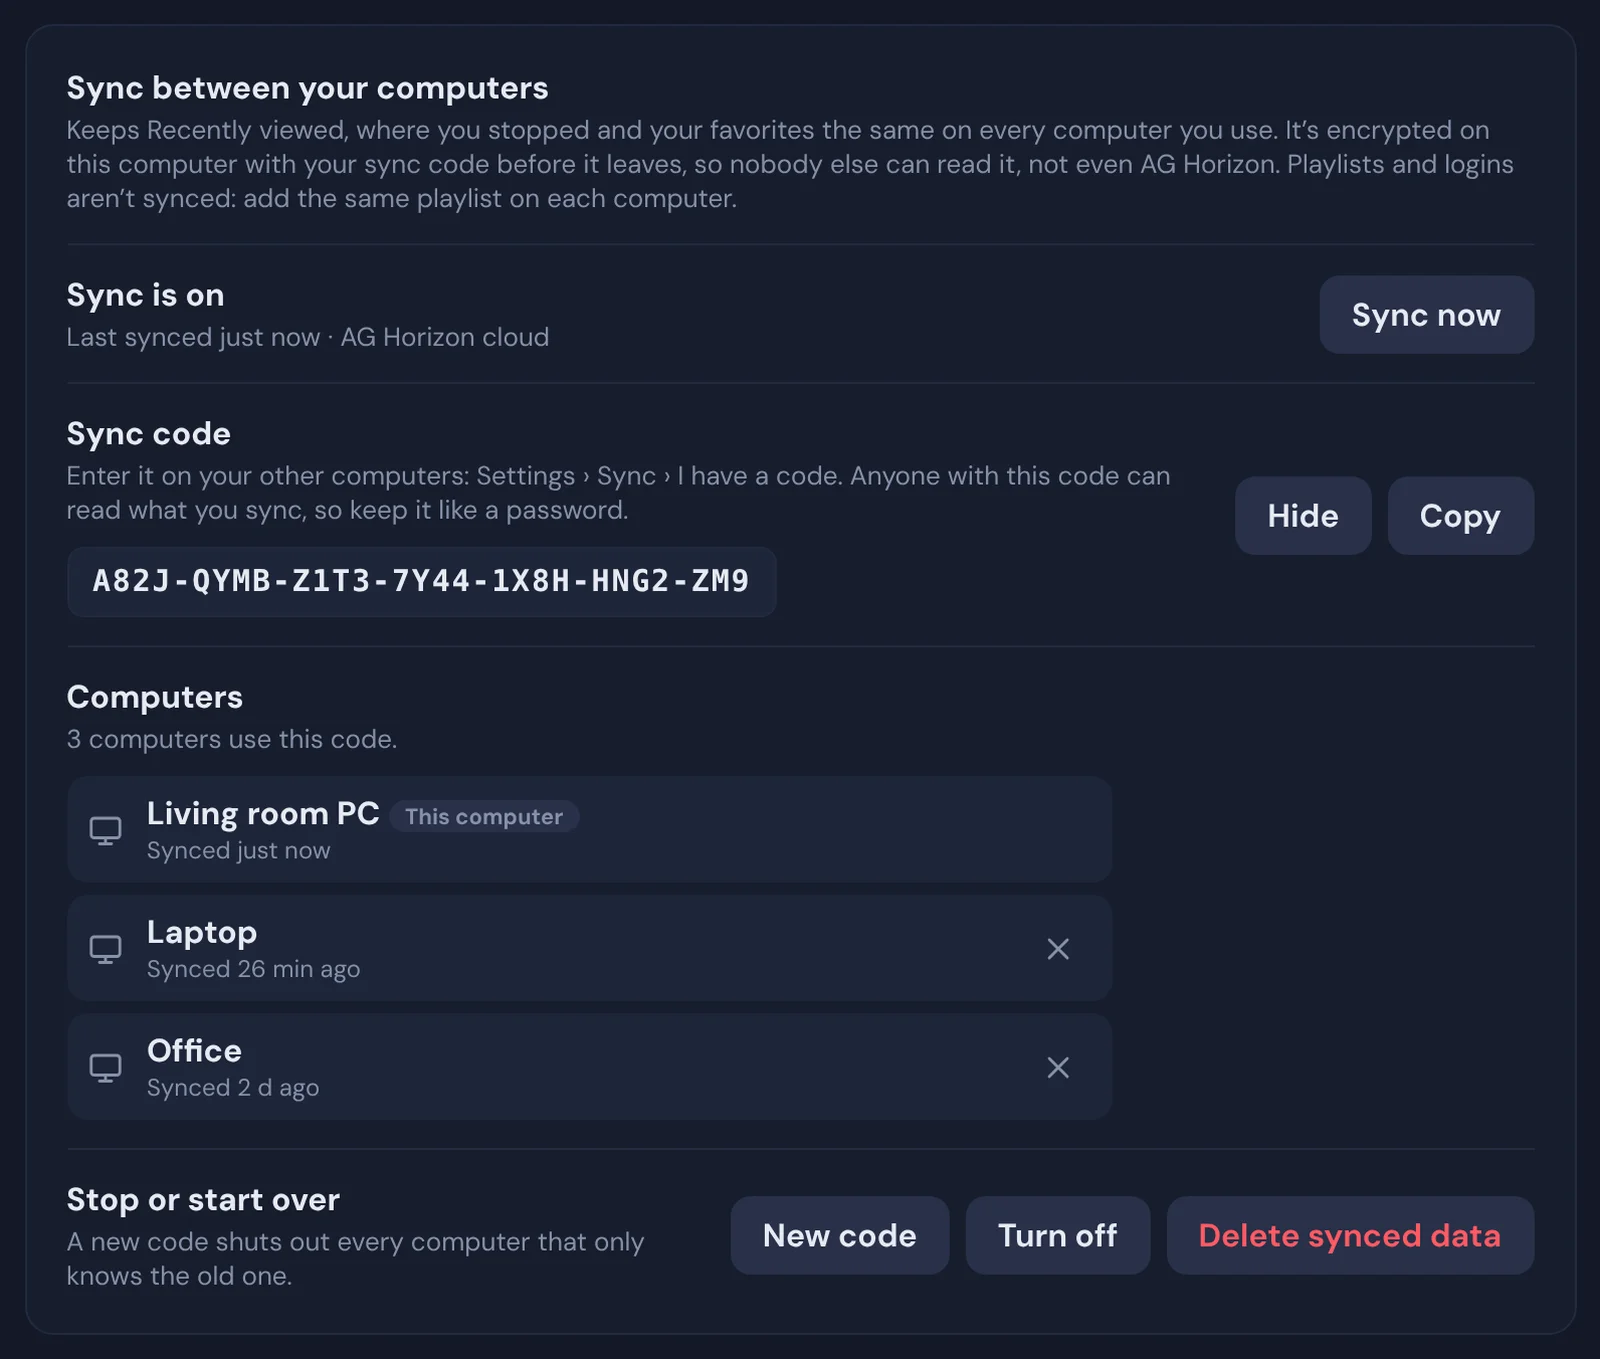 Sync between your computers
Keeps Recently viewed, where you stopped and your favorites the same on every computer you use. It’s encrypted on
this computer with your sync code before it leaves, so nobody else can read it, not even AG Horizon. Playlists and logins
aren’t synced: add the same playlist on each computer.
Sync is on
Last synced just now · AG Horizon cloud
Sync now
Sync code
Enter it on your other computers: Settings › Sync › I have a code. Anyone with this code can
read what you sync, so keep it like a password.
Hide
Copy
A82J-QYMB-Z1T3-7Y44-1X8H-HNG2-ZM9
Computers
3 computers use this code.
Living room PC This computer
Synced just now
Laptop
Synced 26 min ago
Office
Synced 2 d ago
Stop or start over
A new code shuts out every computer that only
knows the old one.
New code
Turn off
Delete synced data